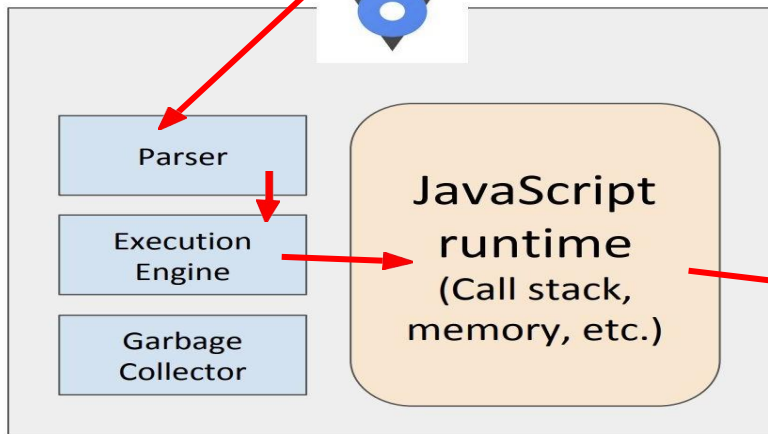 Parser
Execution
Engine
Garbage
Collector
JavaScript
runtime
(Call stack,
memory, etc.)